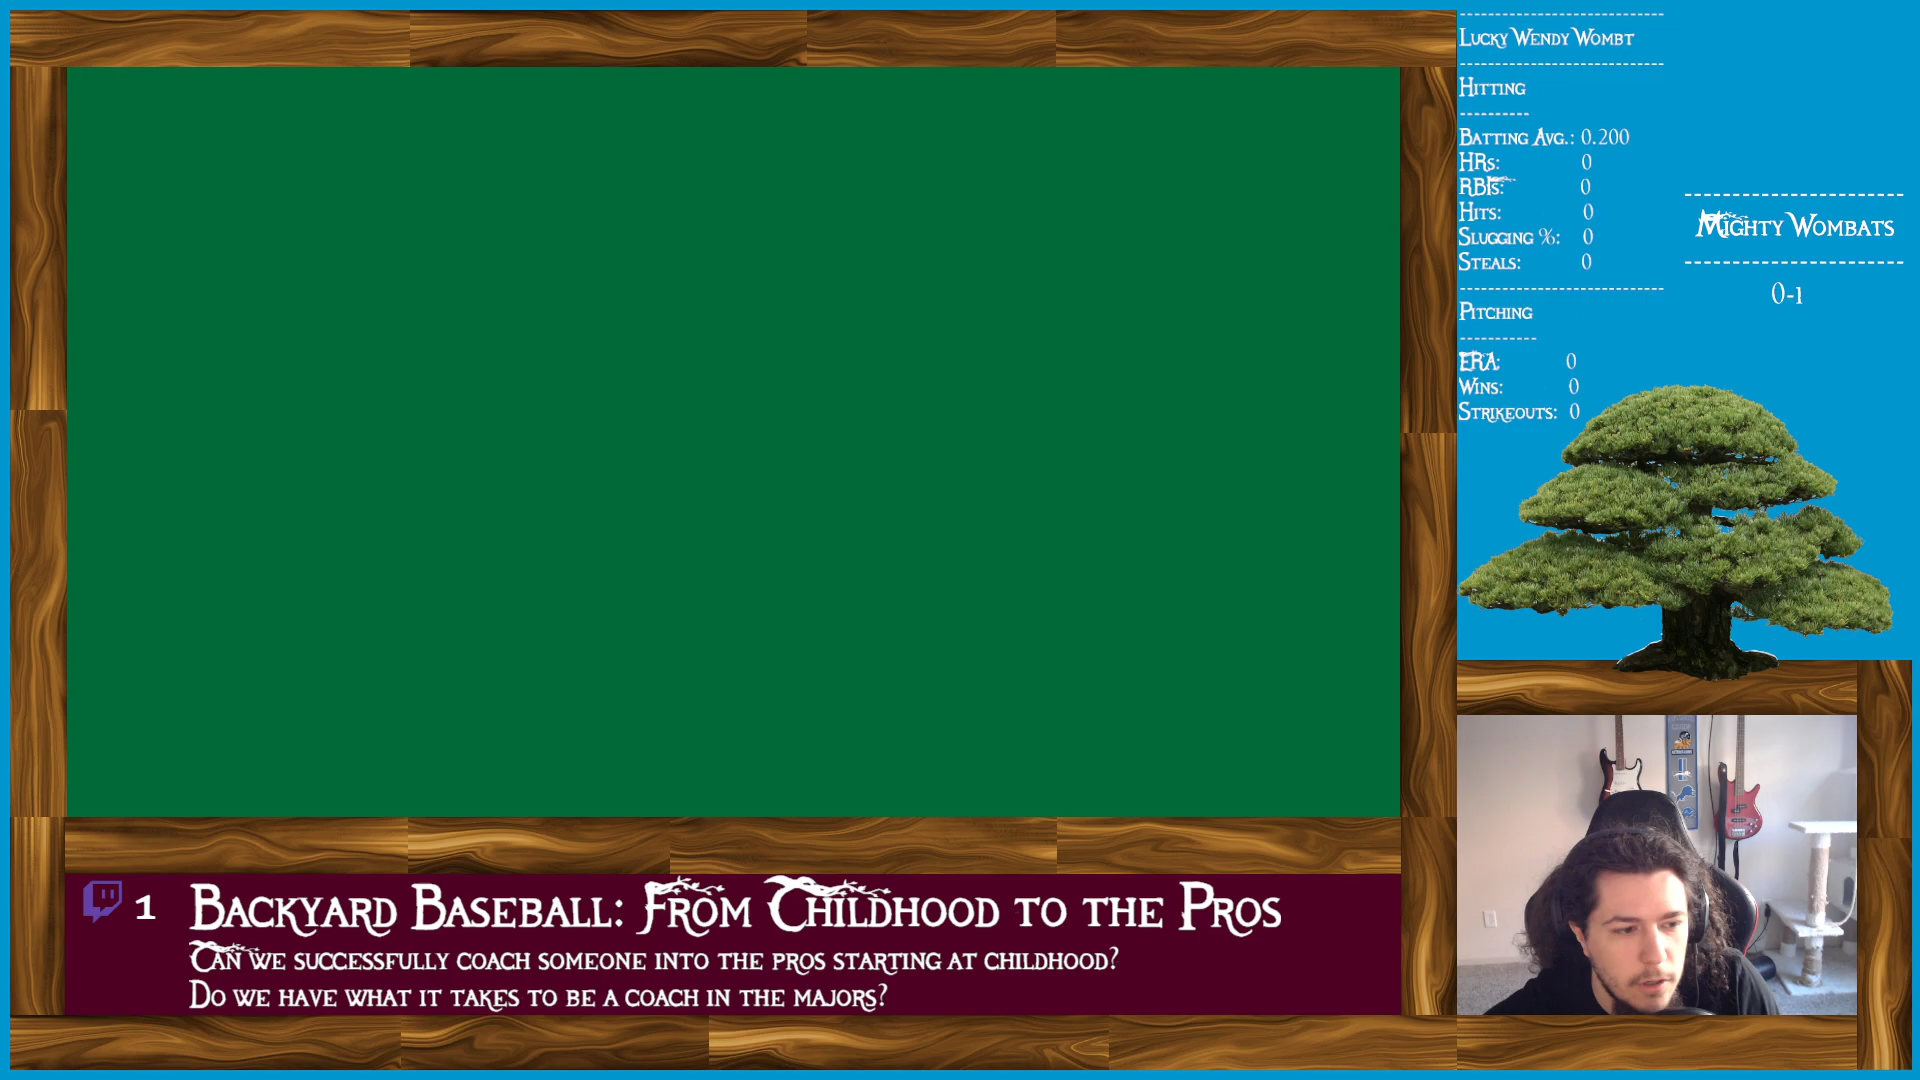 Lucky Wendy Wombt
Hitting
Batting Avg.: 0.200
HRs: 0
RBIs: 0
Hits: 0
Slugging %: 0
Steals: 0
Pitching
ERA: 0
Wins: 0
Strikeouts: 0
Mighty Wombats
0-1
1
Backyard Baseball: From Childhood to the Pros
Can we successfully coach someone into the pros starting at childhood?
Do we have what it takes to be a coach in the majors?